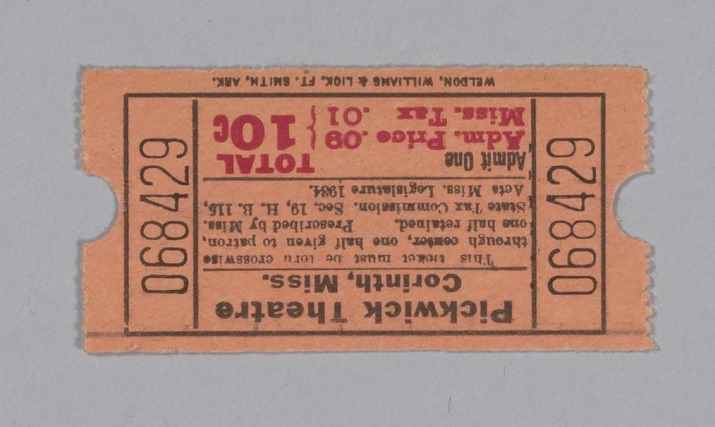 Pickwick Theatre
Corinth, Miss.
This ticket must be torn crosswise
through center, one half given to patron,
one half retained. Prescribed by Miss.
State Tax Commission. Sec. 19, H. B. 115,
Acts Miss. Legislature 1934.
Admit One TOTAL
Adm. Price .09
Miss. Tax .01 } 10c
WELDON, WILLIAMS & LICK, FT. SMITH, ARK.
068429
068429